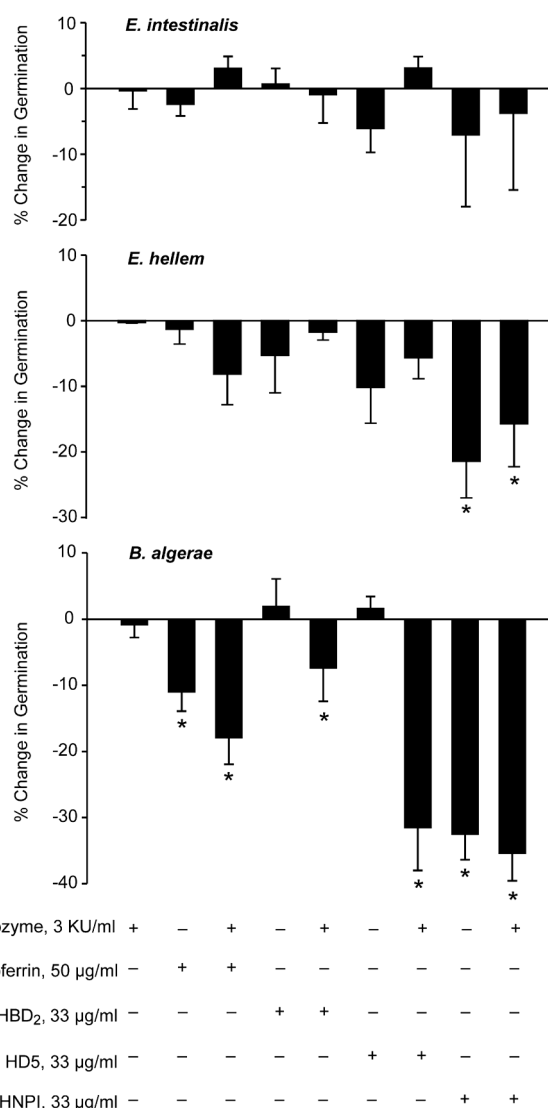 E. intestinalis
10
0
-10
-20
% Change in Germination
E. hellem
10
0
-10
-20
-30
% Change in Germination
*
*
B. algerae
10
0
-10
-20
-30
-40
% Change in Germination
* * * * * *
ozyme, 3 KU/ml + – + – + – + – +
oferrin, 50 µg/ml – + + – – – – – –
HBD2, 33 µg/ml – – – + + – – – –
HD5, 33 µg/ml – – – – – + + – –
HNPI, 33 µg/ml – – – – – – – + +